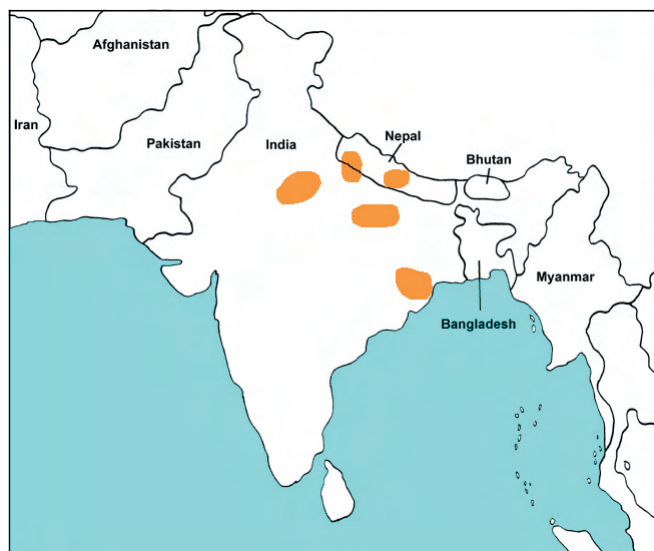 Afghanistan
Iran
Pakistan
India
Nepal
Bhutan
Myanmar
Bangladesh